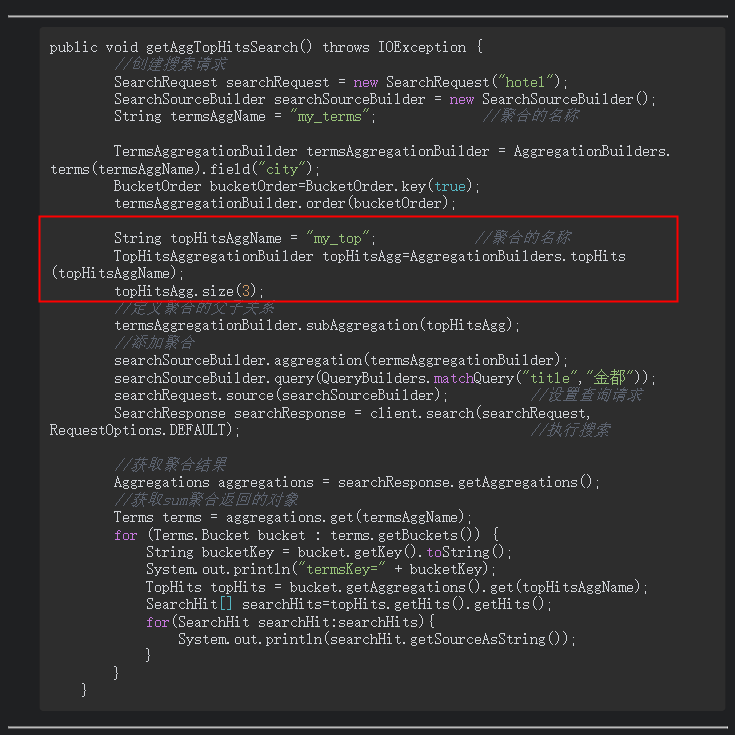 public void getAggTopHitsSearch() throws IOException {
//创建搜索请求
SearchRequest searchRequest = new SearchRequest("hotel");
SearchSourceBuilder searchSourceBuilder = new SearchSourceBuilder();
String termsAggName = "my_terms"; //聚合的名称
TermsAggregationBuilder termsAggregationBuilder = AggregationBuilders.
terms(termsAggName).field("city");
BucketOrder bucketOrder=BucketOrder.key(true);
termsAggregationBuilder.order(bucketOrder);
String topHitsAggName = "my_top"; //聚合的名称
TopHitsAggregationBuilder topHitsAgg=AggregationBuilders.topHits
(topHitsAggName);
topHitsAgg.size(3);
//定义聚合的父子关系
termsAggregationBuilder.subAggregation(topHitsAgg);
//添加聚合
searchSourceBuilder.aggregation(termsAggregationBuilder);
searchSourceBuilder.query(QueryBuilders.matchQuery("title","金都"));
searchRequest.source(searchSourceBuilder); //设置查询请求
SearchResponse searchResponse = client.search(searchRequest,
RequestOptions.DEFAULT); //执行搜索
//获取聚合结果
Aggregations aggregations = searchResponse.getAggregations();
//获取sum聚合返回的对象
Terms terms = aggregations.get(termsAggName);
for (Terms.Bucket bucket : terms.getBuckets()) {
String bucketKey = bucket.getKey().toString();
System.out.println("termsKey=" + bucketKey);
TopHits topHits = bucket.getAggregations().get(topHitsAggName);
SearchHit[] searchHits=topHits.getHits().getHits();
for(SearchHit searchHit:searchHits){
System.out.println(searchHit.getSourceAsString());
}
}
}